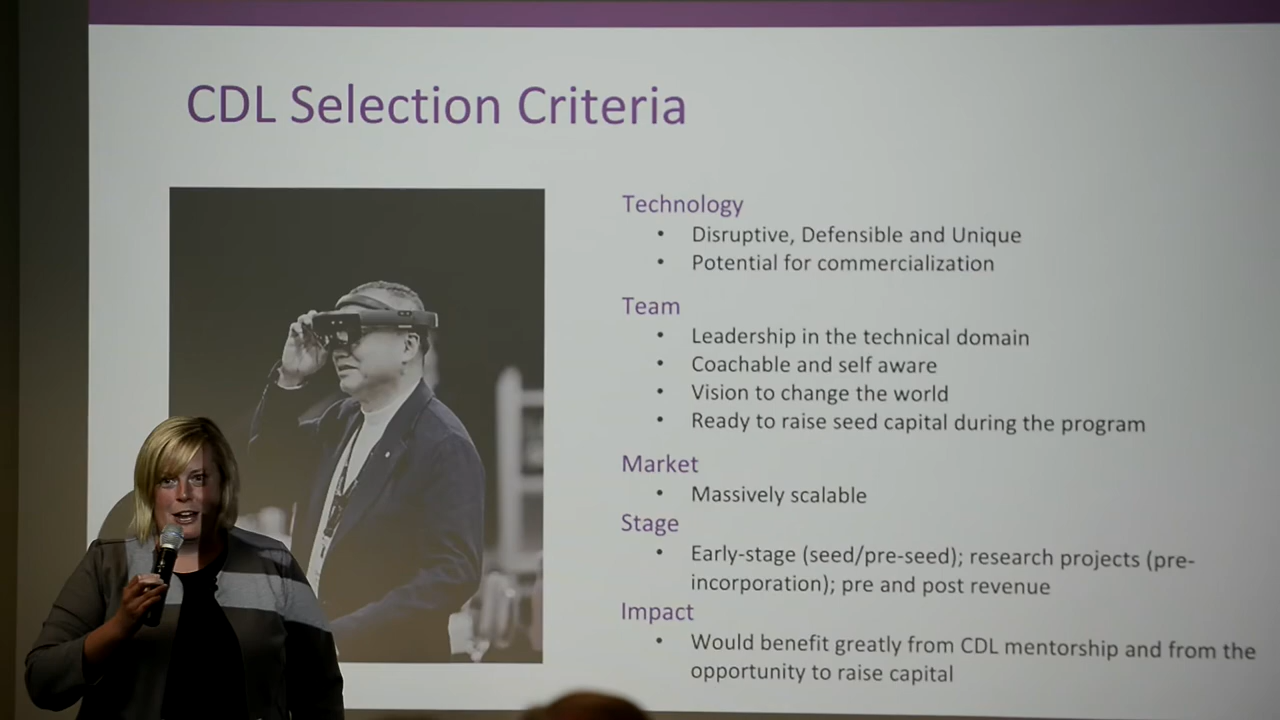 CDL Selection Criteria
Technology
• Disruptive, Defensible and Unique
• Potential for commercialization
Team
• Leadership in the technical domain
• Coachable and self aware
• Vision to change the world
• Ready to raise seed capital during the program
Market
• Massively scalable
Stage
• Early-stage (seed/pre-seed); research projects (pre-
incorporation); pre and post revenue
Impact
• Would benefit greatly from CDL mentorship and from the
opportunity to raise capital